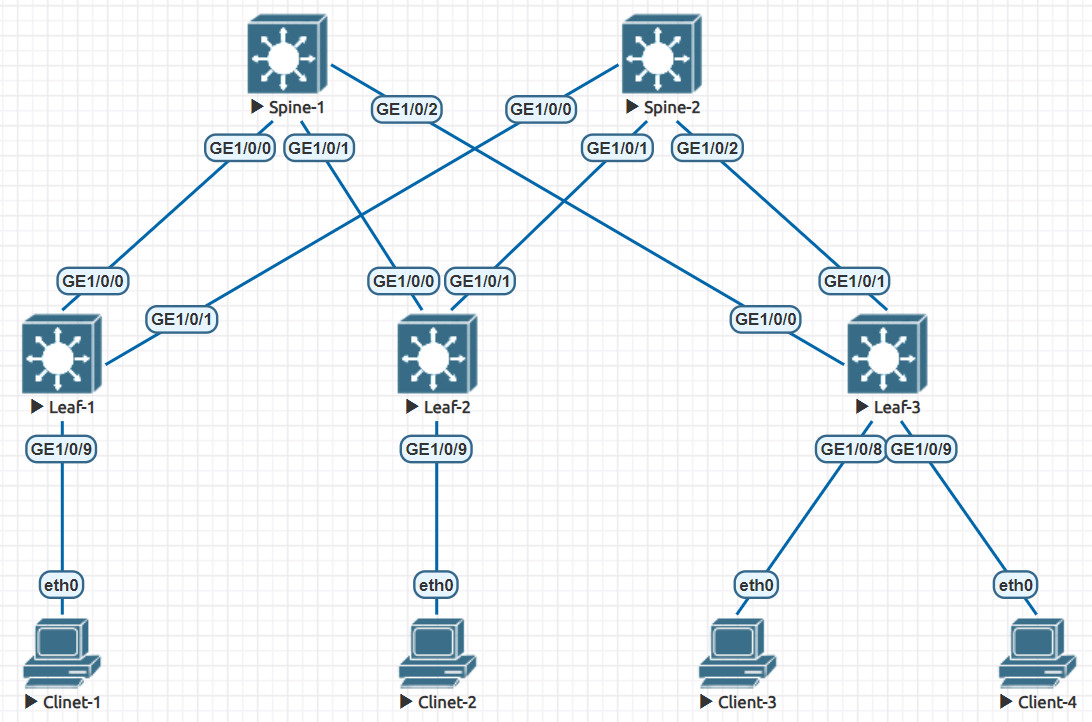 Spine-1
Spine-2
GE1/0/2
GE1/0/0
GE1/0/0
GE1/0/1
GE1/0/1
GE1/0/2
GE1/0/0
GE1/0/0
GE1/0/1
GE1/0/1
GE1/0/1
GE1/0/0
Leaf-1
Leaf-2
Leaf-3
GE1/0/9
GE1/0/9
GE1/0/8
GE1/0/9
eth0
eth0
eth0
eth0
Clinet-1
Clinet-2
Client-3
Client-4